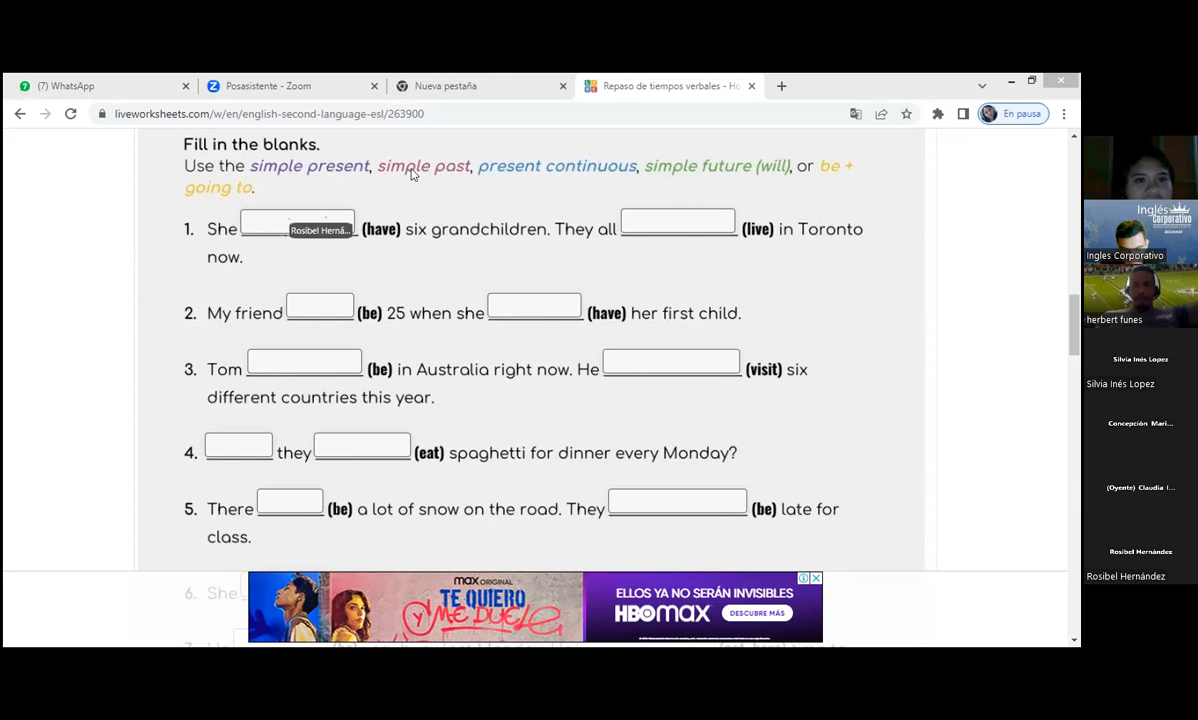 (7) WhatsApp
Posasistente - Zoom
Nueva pestaña
Repaso de tiempos verbales - Ho
liveworksheets.com/w/en/english-second-language-esl/263900
En pausa
Fill in the blanks.
Use the simple present, simple past, present continuous, simple future (will), or be +
going to.
1. She (have) six grandchildren. They all (live) in Toronto
Rosibel Herná...
now.
2. My friend (be) 25 when she (have) her first child.
3. Tom (be) in Australia right now. He (visit) six
different countries this year.
4. they (eat) spaghetti for dinner every Monday?
5. There (be) a lot of snow on the road. They (be) late for
class.
6. She
max ORIGINAL
TE QUIERO
Y ME DUELE
ELLOS YA NO SERÁN INVISIBLES
HBOMAX
DESCUBRE MÁS
Inglés
Corporativo
Ingles Corporativo
herbert funes
Silvia Inés Lopez
Silvia Inés Lopez
Concepción Mari...
(Oyente) Claudia I...
Rosibel Hernández
Rosibel Hernández